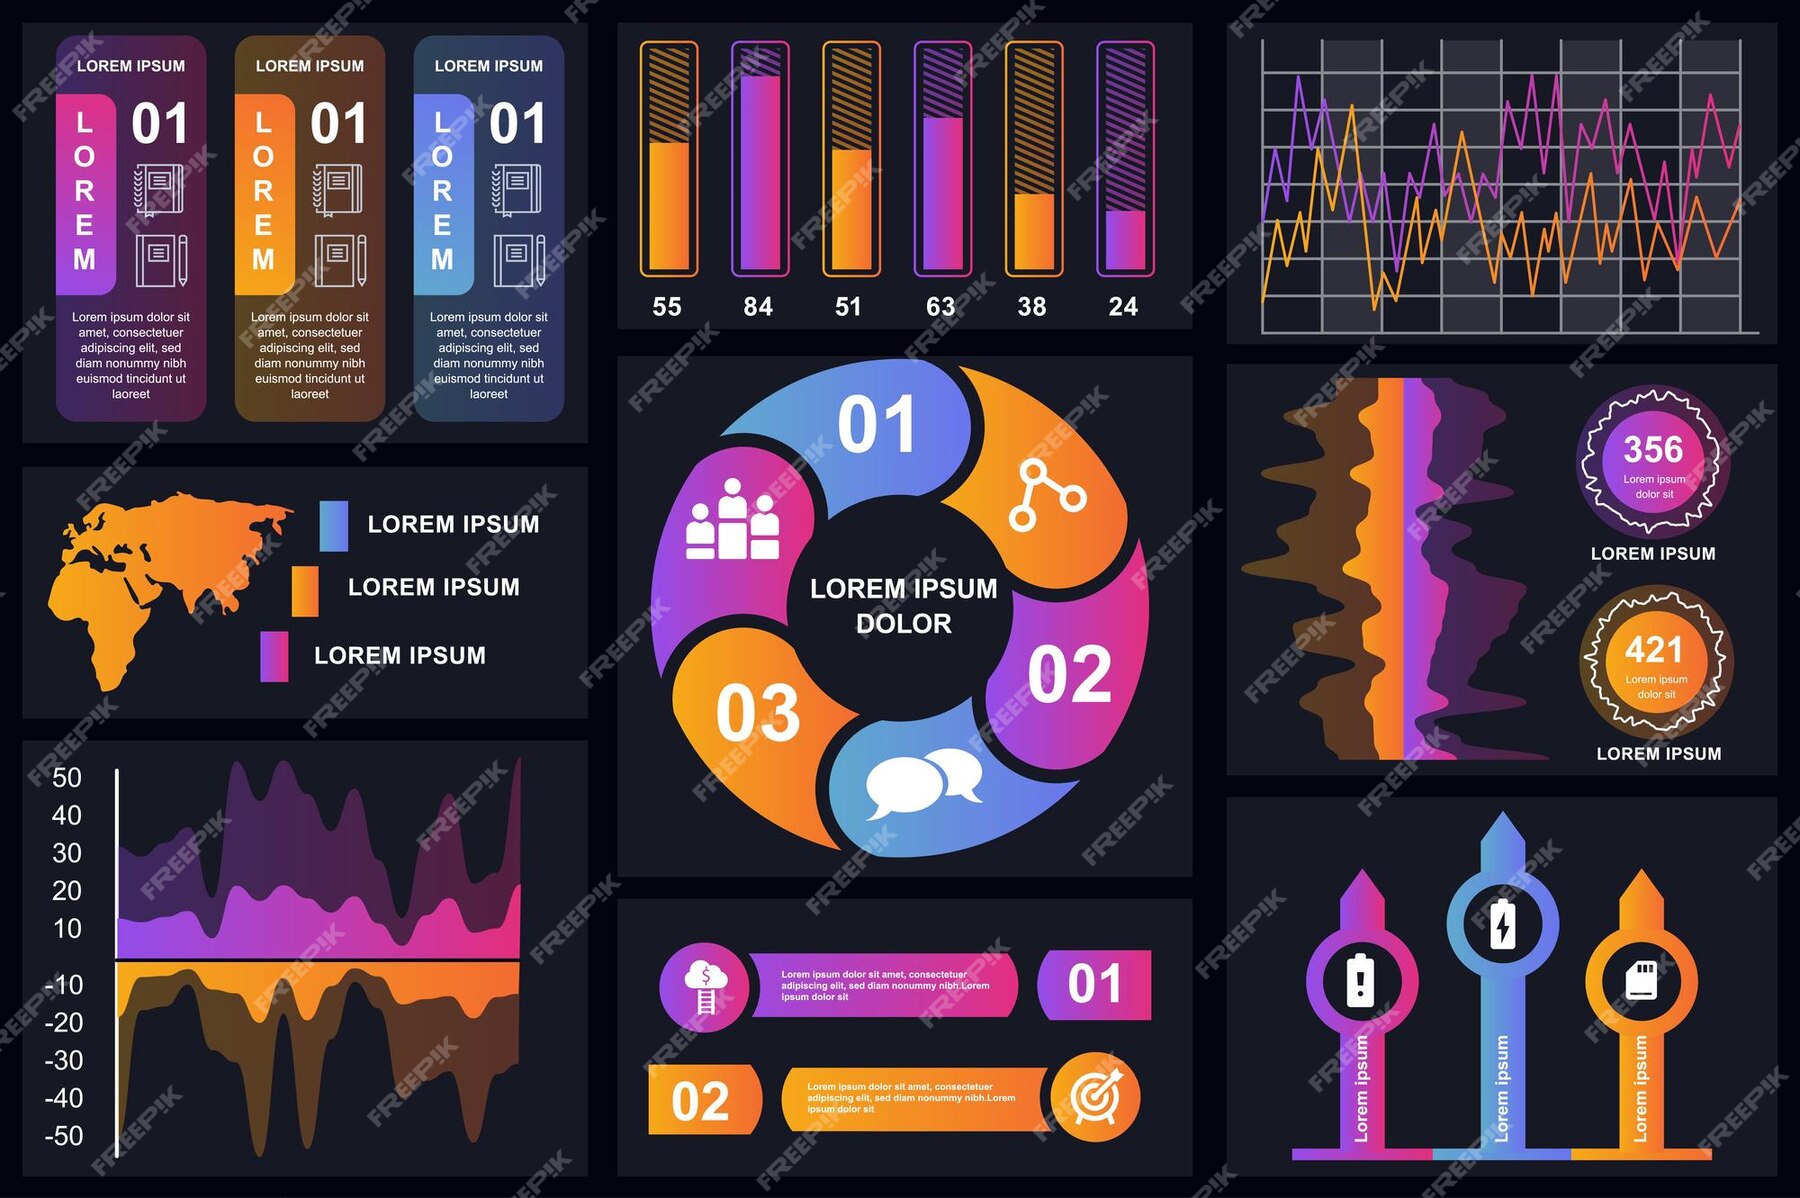 LOREM IPSUM
01
LOREM
Lorem ipsum dolor sit
amet, consectetuer
adipiscing elit, sed
diam nonummy nibh
euismod tincidunt ut
laoreet
LOREM IPSUM
01
LOREM
Lorem ipsum dolor sit
amet, consectetuer
adipiscing elit, sed
diam nonummy nibh
euismod tincidunt ut
laoreet
LOREM IPSUM
01
LOREM
Lorem ipsum dolor sit
amet, consectetuer
adipiscing elit, sed
diam nonummy nibh
euismod tincidunt ut
laoreet
55 84 51 63 38 24
LOREM IPSUM
LOREM IPSUM
LOREM IPSUM
01
02
03
LOREM IPSUM
DOLOR
356
Lorem ipsum
dolor sit
LOREM IPSUM
421
Lorem ipsum
dolor sit
LOREM IPSUM
50
40
30
20
10
-10
-20
-30
-40
-50
Lorem ipsum dolor sit amet, consectetuer
adipiscing elit, sed diam nonummy nibh.Lorem
ipsum dolor sit
01
02
Lorem ipsum dolor sit amet, consectetuer
adipiscing elit, sed diam nonummy nibh.Lorem
ipsum dolor sit
Lorem ipsum
Lorem ipsum
Lorem ipsum
FREEPIK